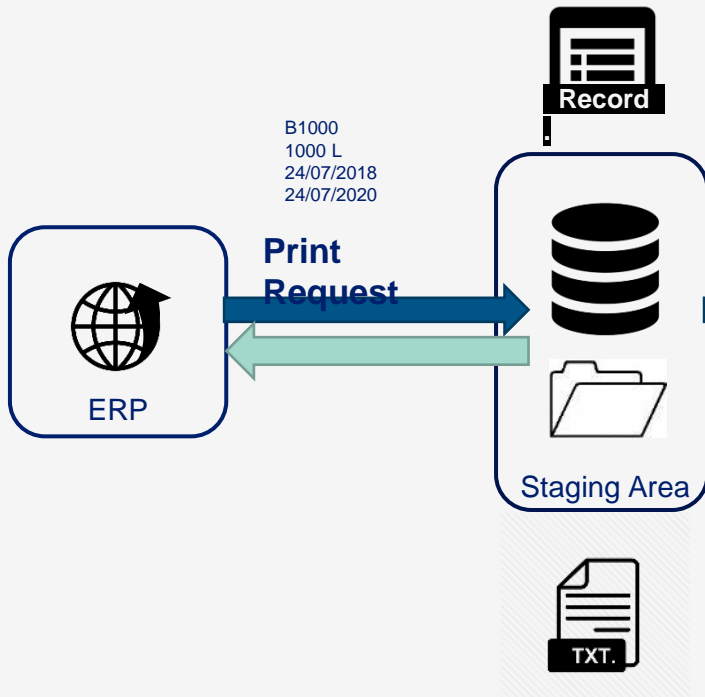 Record
.
B1000
1000 L
24/07/2018
24/07/2020
Print
Request
ERP
Staging Area
TXT.